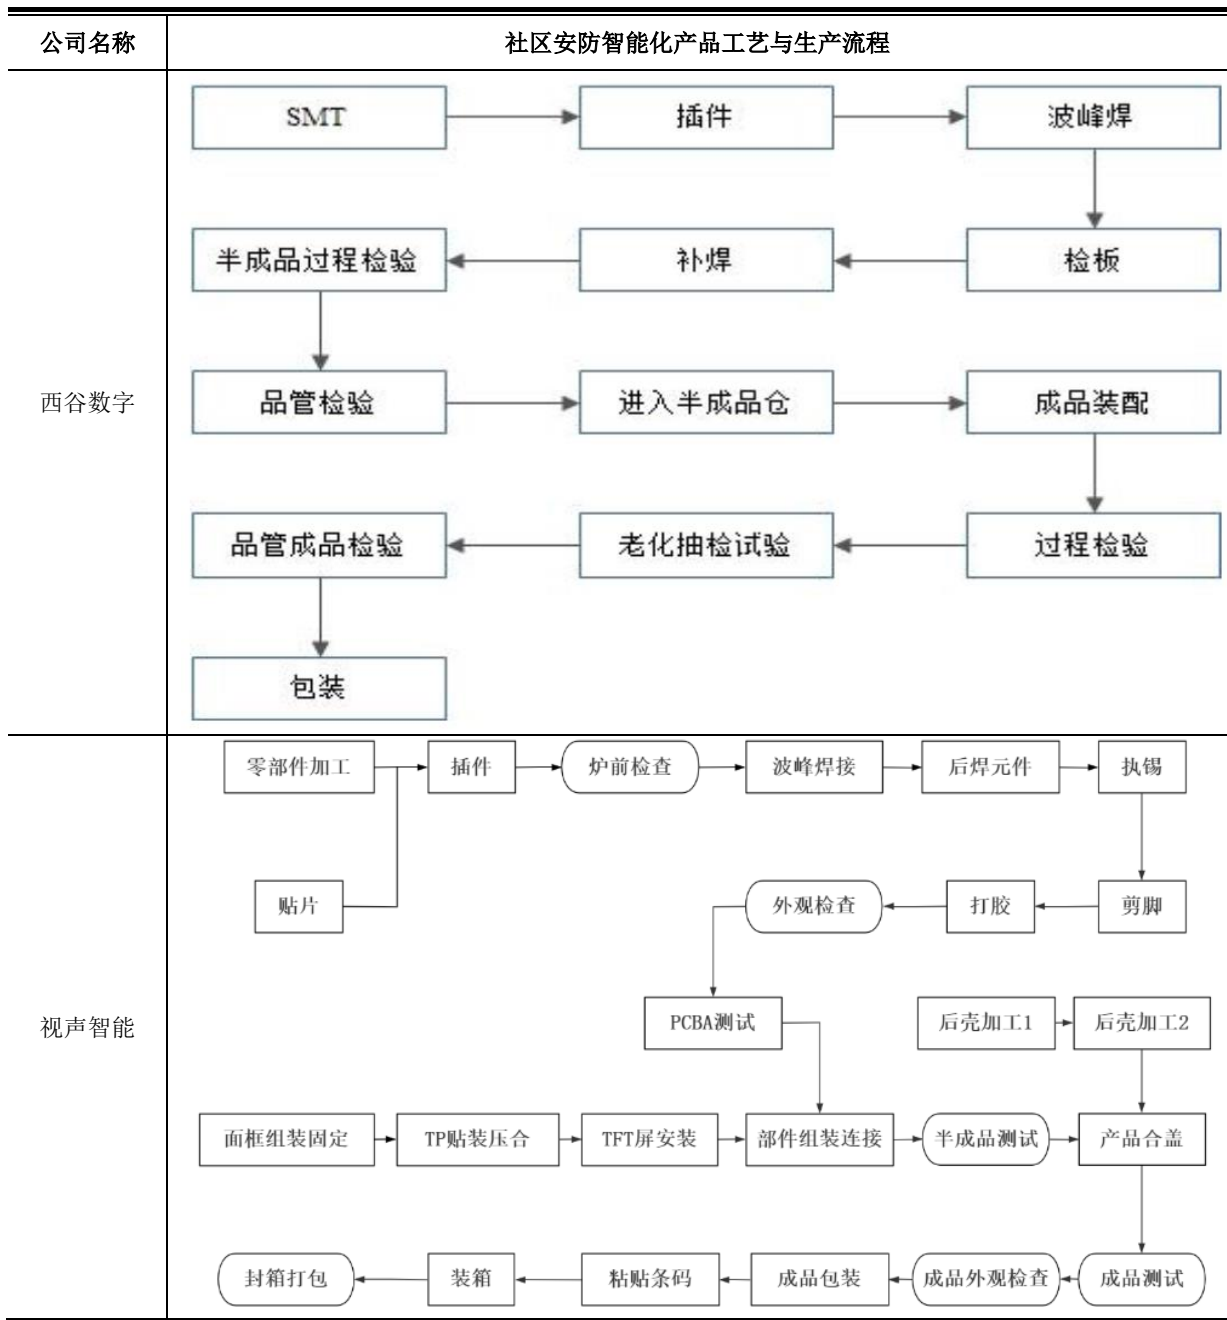 公司名称
社区安防智能化产品工艺与生产流程
西谷数字
SMT
插件
波峰焊
半成品过程检验
补焊
检板
品管检验
进入半成品仓
成品装配
品管成品检验
老化抽检试验
过程检验
包装
视声智能
零部件加工
插件
炉前检查
波峰焊接
后焊元件
执锡
贴片
外观检查
打胶
剪脚
PCBA测试
后壳加工1
后壳加工2
面框组装固定
TP贴装压合
TFT屏安装
部件组装连接
半成品测试
产品合盖
封箱打包
装箱
粘贴条码
成品包装
成品外观检查
成品测试